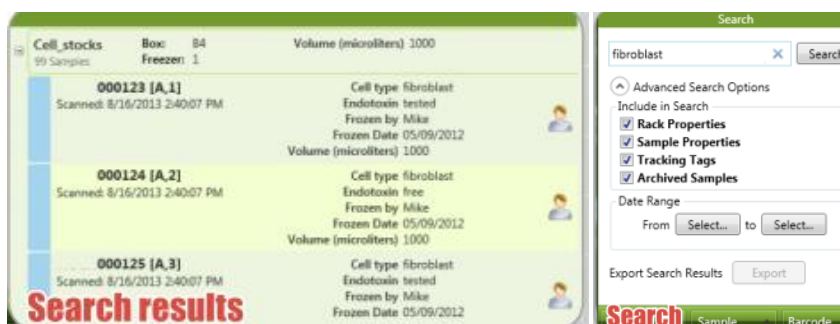 Cell_stocks Box: B4 Volume (microliters) 1000
99 Samples Freezer: 1
000123 [A,1] Cell type fibroblast
Scanned: 8/16/2013 2:40:07 PM Endotoxin tested
Frozen by Mike
Frozen Date 05/09/2012
Volume (microliters) 1000
000124 [A,2] Cell type fibroblast
Scanned: 8/16/2013 2:40:07 PM Endotoxin free
Frozen by Mike
Frozen Date 05/09/2012
Volume (microliters) 1000
000125 [A,3] Cell type fibroblast
Scanned: 8/16/2013 2:40:07 PM Endotoxin tested
Frozen by Mike
Frozen Date 05/09/2012
Search results
Search
fibroblast Search
Advanced Search Options
Include in Search
Rack Properties
Sample Properties
Tracking Tags
Archived Samples
Date Range
From Select... to Select...
Export Search Results Export
Search Sample Barcode